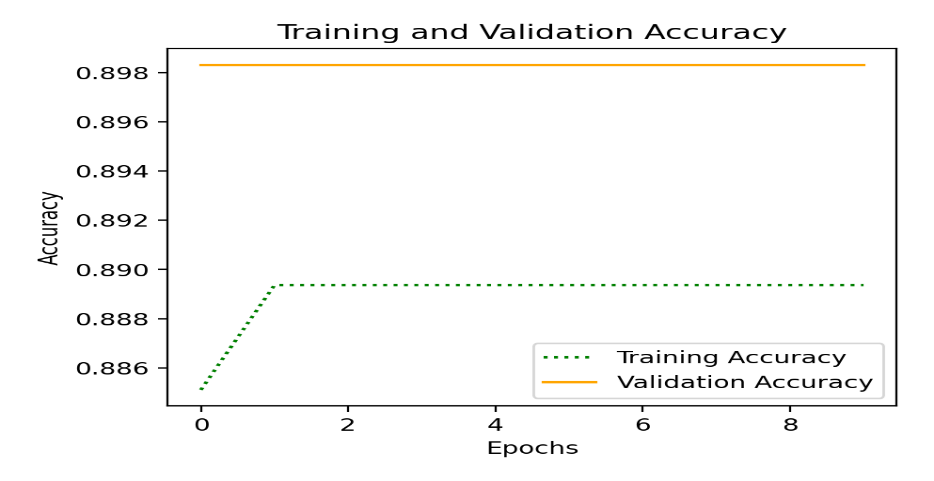 Training and Validation Accuracy
0.898
0.896
0.894
0.892
0.890
0.888
0.886
Accuracy
Training Accuracy
Validation Accuracy
0 2 4 6 8
Epochs